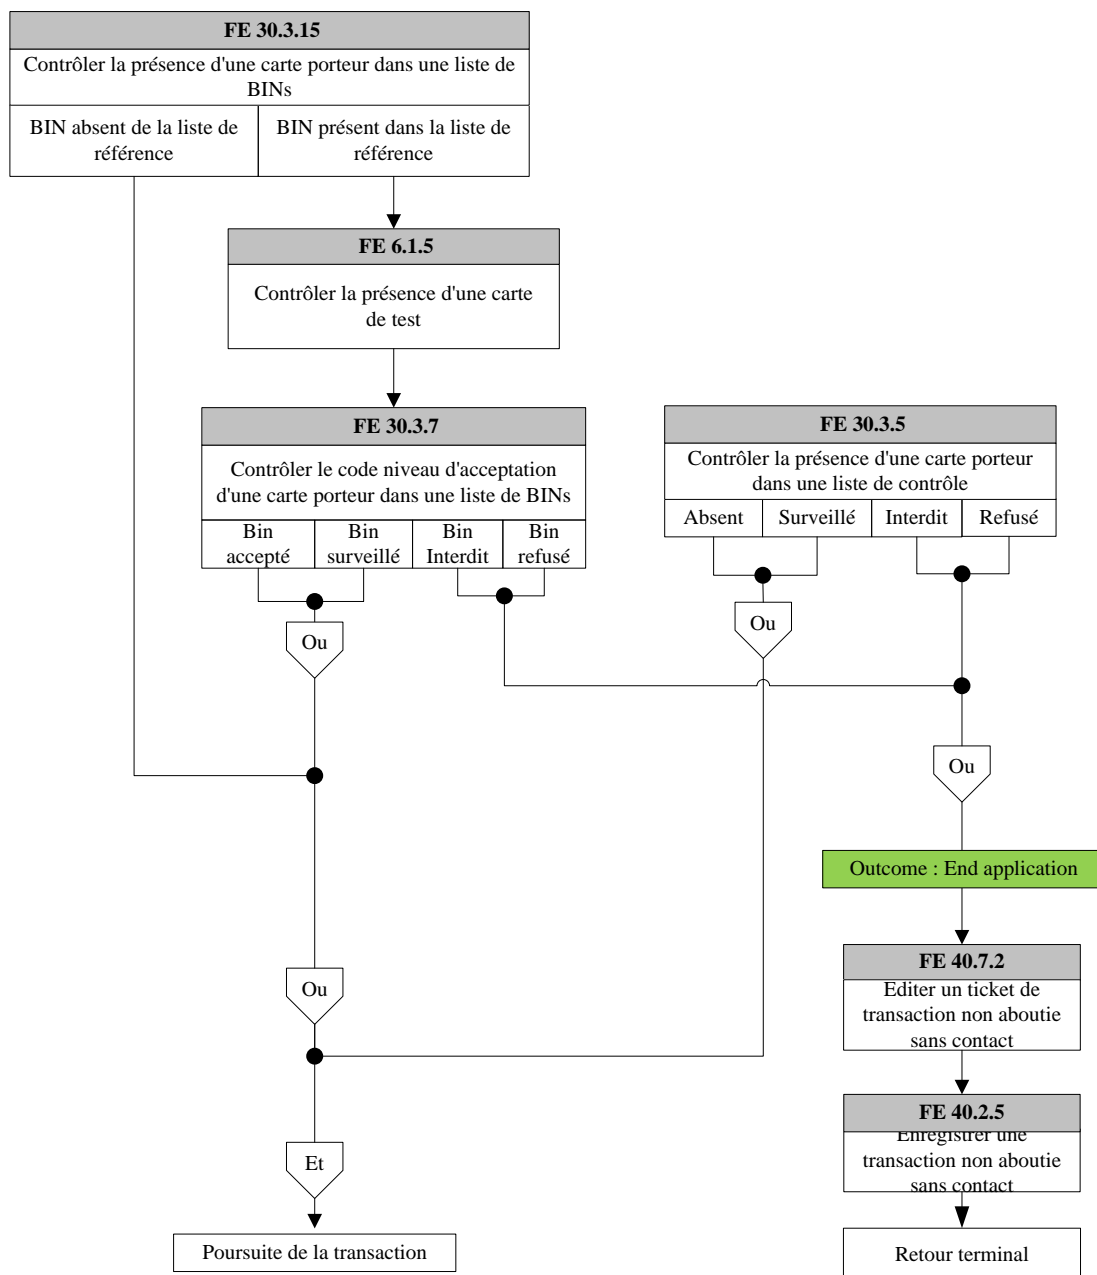 FE 30.3.15
Contrôler la présence d'une carte porteur dans une liste de
BINs
BIN absent de la liste de
référence
BIN présent dans la liste de
référence
FE 6.1.5
Contrôler la présence d'une carte
de test
FE 30.3.7
Contrôler le code niveau d'acceptation
d'une carte porteur dans une liste de BINs
Bin
accepté
Bin
surveillé
Bin
Interdit
Bin
refusé
FE 30.3.5
Contrôler la présence d'une carte porteur
dans une liste de contrôle
Absent
Surveillé
Interdit
Refusé
Ou
Ou
Ou
Outcome : End application
FE 40.7.2
Editer un ticket de
transaction non aboutie
sans contact
Ou
FE 40.2.5
Enregistrer une
transaction non aboutie
sans contact
Et
Poursuite de la transaction
Retour terminal